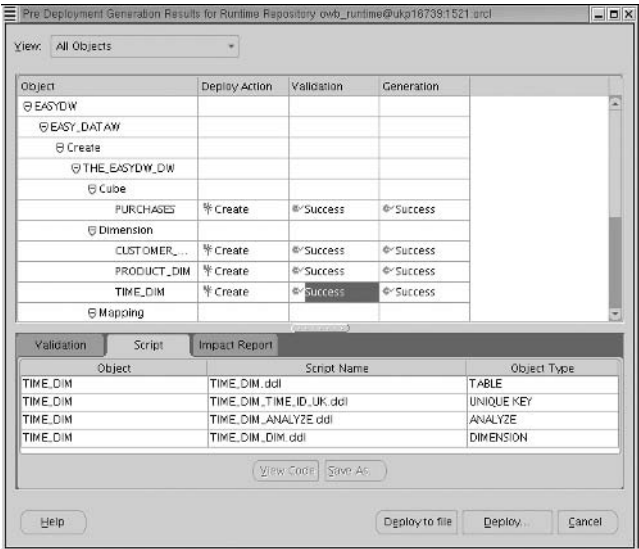 Pre Deployment Generation Results for Runtime Repository owb_runtime@ukp16739:1521:orcl
View: All Objects
Object Deploy Action Validation Generation
EASYDW
EASY_DATAW
Create
THE_EASYDW_DW
Cube
PURCHASES Create Success Success
Dimension
CUSTOMER_... Create Success Success
PRODUCT_DIM Create Success Success
TIME_DIM Create Success Success
Mapping
Validation Script Impact Report
Object Script Name Object Type
TIME_DIM TIME_DIM.ddl TABLE
TIME_DIM TIME_DIM_TIME_ID_UK.ddl UNIQUE KEY
TIME_DIM TIME_DIM_ANALYZE.ddl ANALYZE
TIME_DIM TIME_DIM_DIM.ddl DIMENSION
View Code Save As...
Help Deploy to file Deploy... Cancel